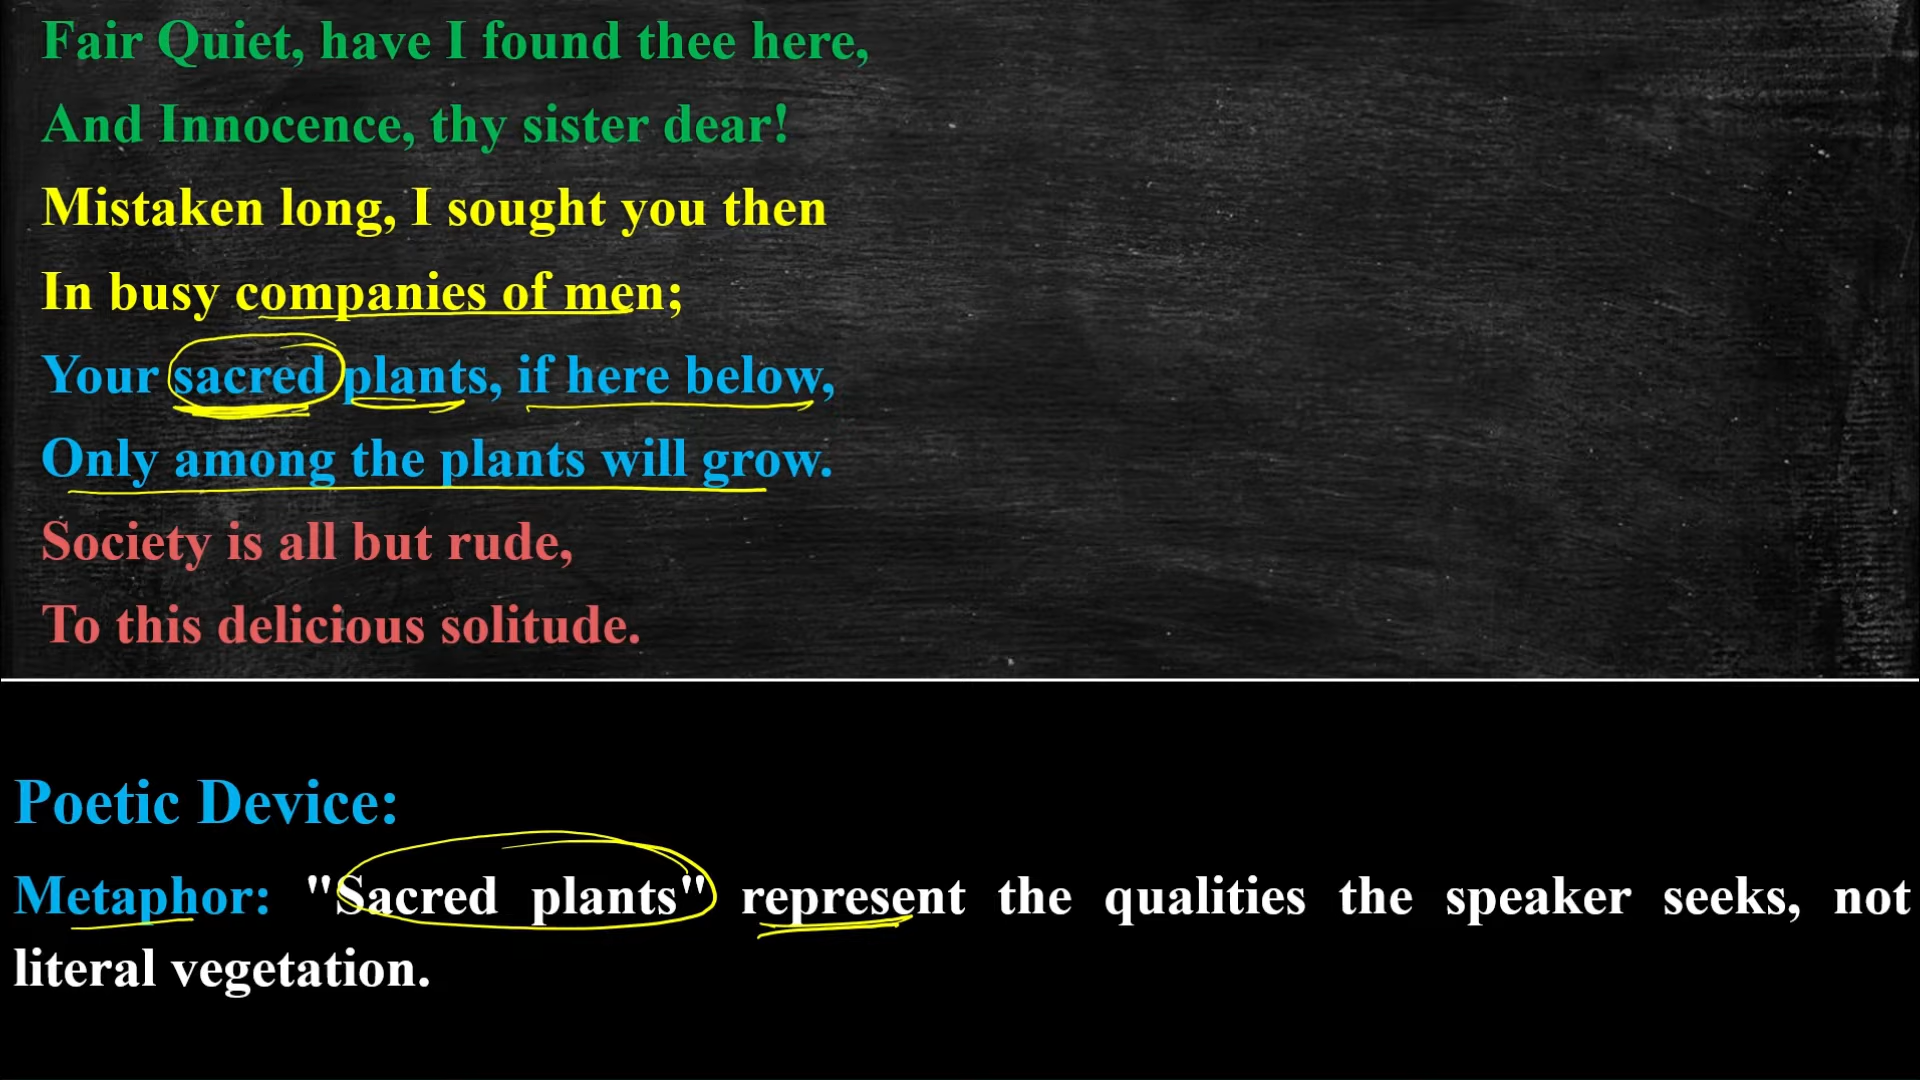 Fair Quiet, have I found thee here,
And Innocence, thy sister dear!
Mistaken long, I sought you then
In busy companies of men;
Your sacred plants, if here below,
Only among the plants will grow.
Society is all but rude,
To this delicious solitude.
Poetic Device:
Metaphor: "Sacred plants" represent the qualities the speaker seeks, not
literal vegetation.